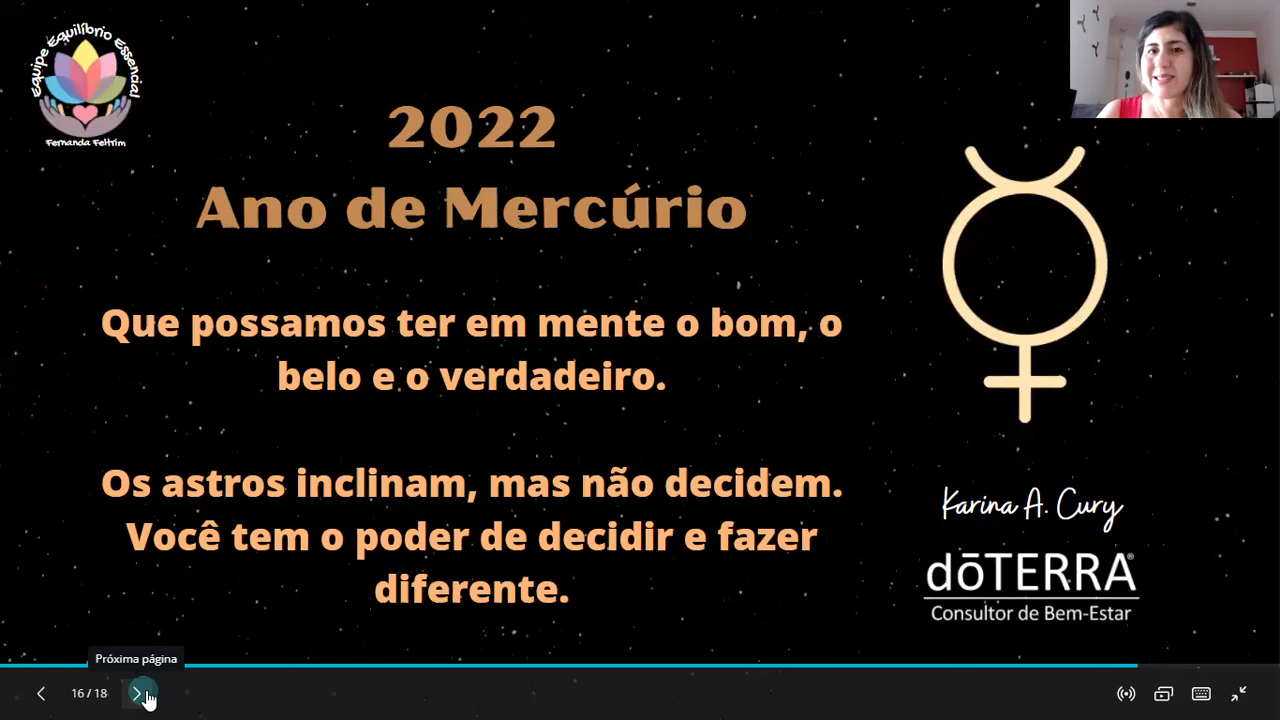 Equipe Equilíbrio Essencial
Fernanda Feltrim
2022
Ano de Mercúrio
Que possamos ter em mente o bom, o
belo e o verdadeiro.
Os astros inclinam, mas não decidem.
Você tem o poder de decidir e fazer
diferente.
Karina A. Cury
dōTERRA®
Consultor de Bem-Estar
Próxima página
16 / 18